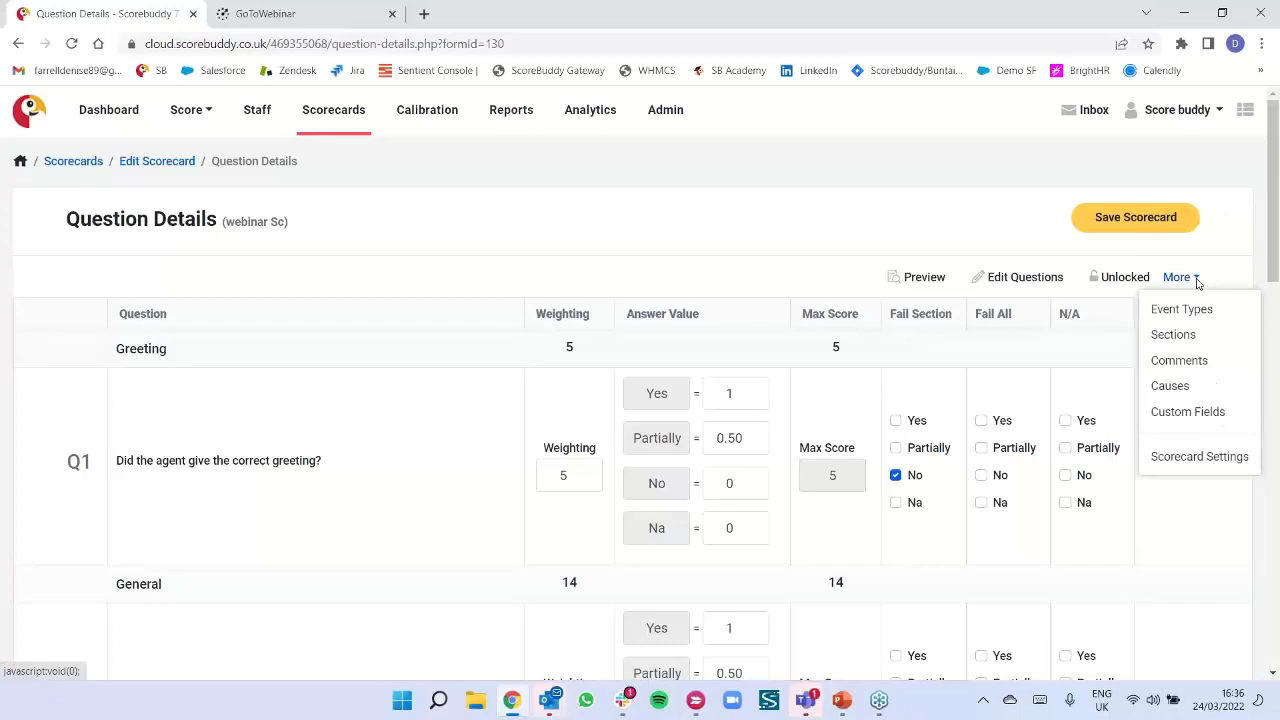 Question Details - Scorebuddy 7
GoToWebinar
cloud.scorebuddy.co.uk/469355068/question-details.php?formId=130
D
farrelldenise89@g...
SB
Salesforce
Zendesk
Jira
Sentient Console |
ScoreBuddy Gateway
WHMCS
SB Academy
LinkedIn
Scorebuddy/Buntai...
Demo SF
BrightHR
Calendly
»
Dashboard
Score
Staff
Scorecards
Calibration
Reports
Analytics
Admin
Inbox
Score buddy
/ Scorecards / Edit Scorecard / Question Details
Question Details (webinar Sc)
Save Scorecard
Preview
Edit Questions
Unlocked
More
Event Types
Sections
Comments
Causes
Custom Fields
Scorecard Settings
Question
Weighting
Answer Value
Max Score
Fail Section
Fail All
N/A
Greeting
5
5
Q1
Did the agent give the correct greeting?
Weighting
5
Yes = 1
Partially = 0.50
No = 0
Na = 0
Max Score
5
Yes
Partially
No
Na
Yes
Partially
No
Na
Yes
Partially
No
Na
General
14
14
Yes = 1
Partially = 0.50
Yes
Yes
Yes
javascript:void(0);
1
1
ENG
UK
16:36
24/03/2022